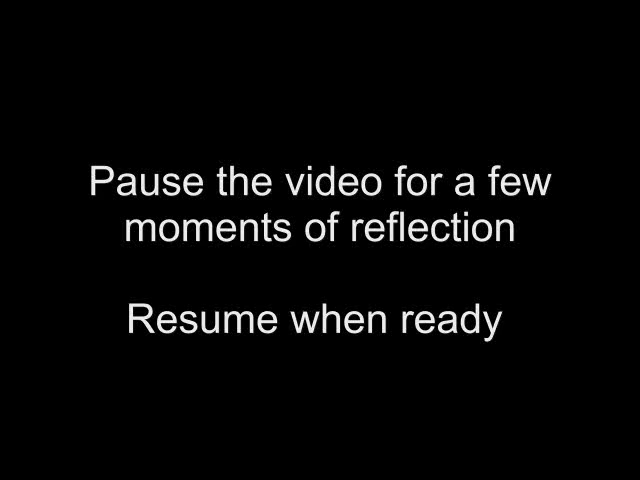 Pause the video for a few
moments of reflection
Resume when ready